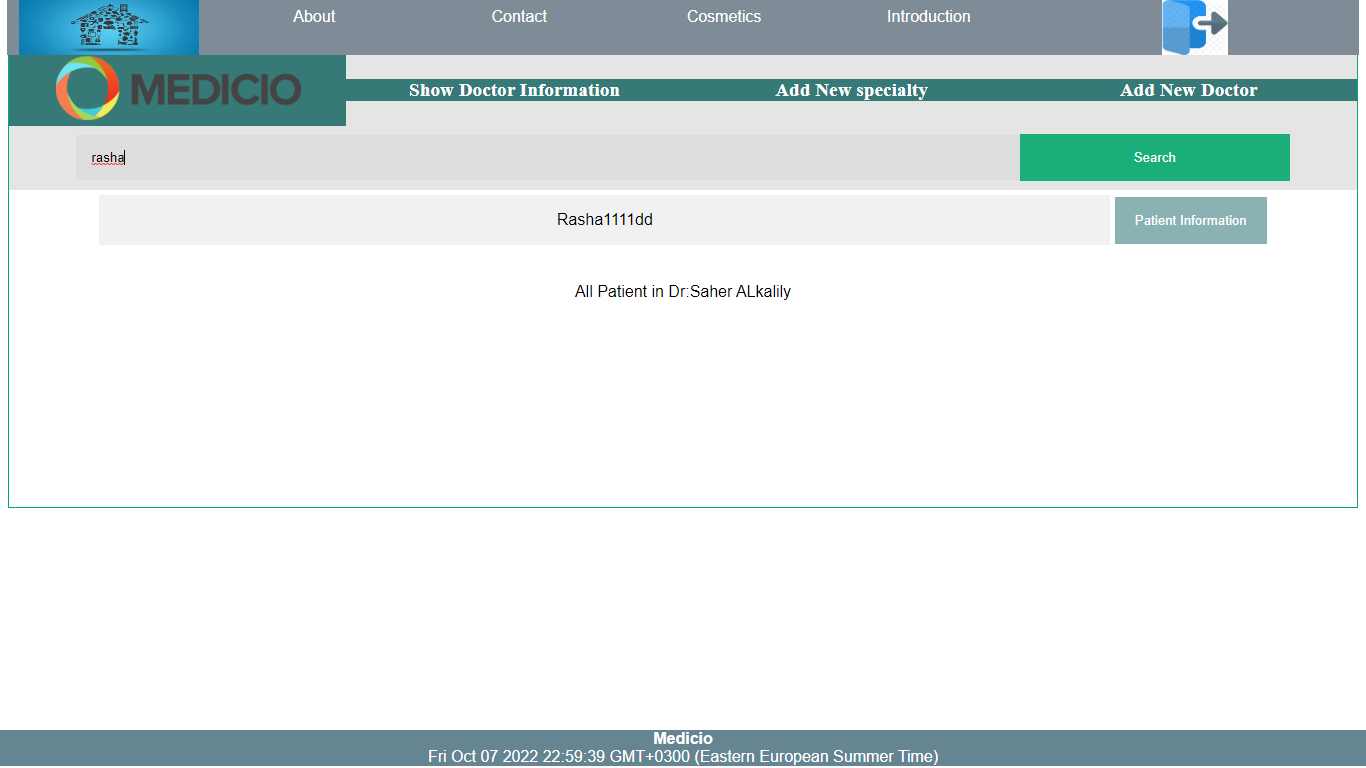 About Contact Cosmetics Introduction
MEDICIO
Show Doctor Information Add New specialty Add New Doctor
rasha Search
Rasha1111dd Patient Information
All Patient in Dr:Saher ALkalily
Medicio
Fri Oct 07 2022 22:59:39 GMT+0300 (Eastern European Summer Time)